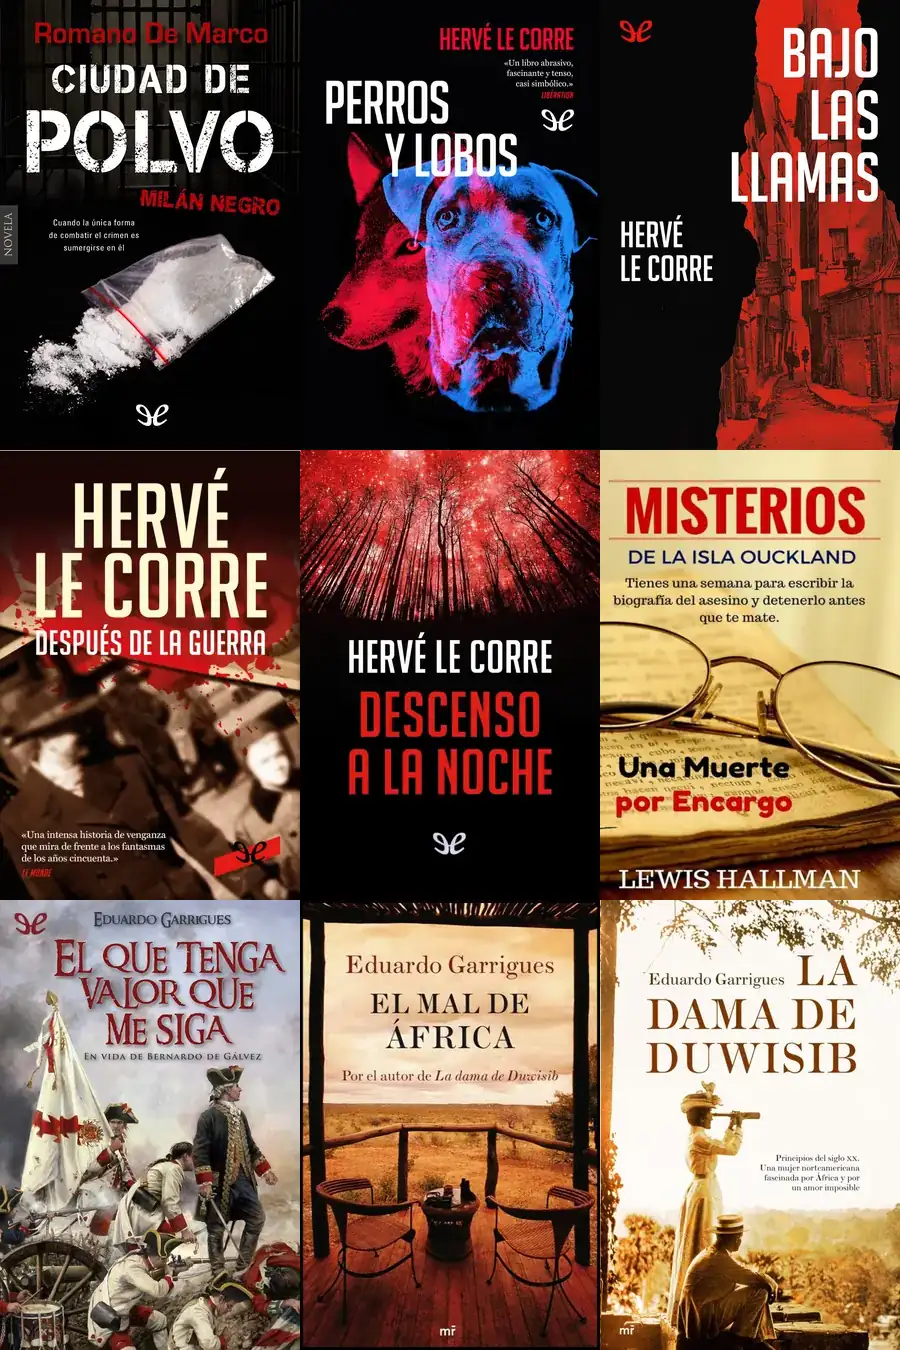 Romano De Marco
CIUDAD DE
POLVO
MILÁN NEGRO
NOVELA
Cuando la única forma
de combatir el crimen es
sumergirse en él
HERVÉ LE CORRE
«Un libro abrasivo,
fascinante y tenso,
casi simbólico.»
LIBÉRATION
PERROS
Y LOBOS
BAJO
LAS
LLAMAS
HERVÉ
LE CORRE
HERVÉ
LE CORRE
DESPUÉS DE LA GUERRA
«Una intensa historia de venganza
que mira de frente a los fantasmas
de los años cincuenta.»
LE MONDE
HERVÉ LE CORRE
DESCENSO
A LA NOCHE
MISTERIOS
DE LA ISLA OUCKLAND
Tienes una semana para escribir la
biografía del asesino y detenerlo antes
que te mate.
Una Muerte
por Encargo
LEWIS HALLMAN
EDUARDO GARRIGUES
EL QUE TENGA
VALOR QUE
ME SIGA
EN VIDA DE BERNARDO DE GÁLVEZ
Eduardo Garrigues
EL MAL DE
ÁFRICA
Por el autor de La dama de Duwisib
mr
Eduardo Garrigues LA
DAMA DE
DUWISIB
Principios del siglo XX.
Una mujer norteamericana
fascinada por África y por
un amor imposible
mr